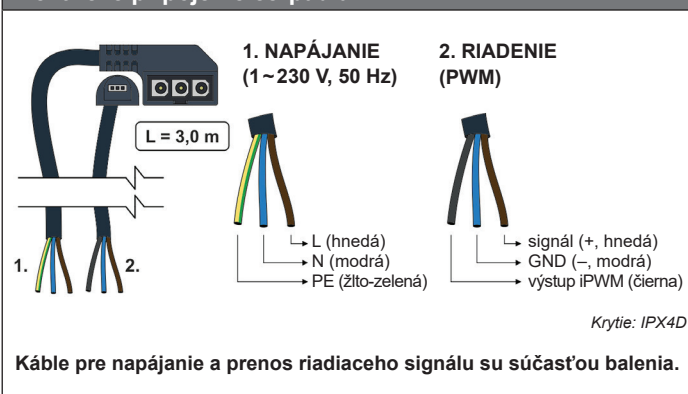 1. NAPÁJANIE
(1~230 V, 50 Hz)
2. RIADENIE
(PWM)
L = 3,0 m
1.
2.
L (hnedá)
N (modrá)
PE (žlto-zelená)
signál (+, hnedá)
GND (–, modrá)
výstup iPWM (čierna)
Krytie: IPX4D
Káble pre napájanie a prenos riadiaceho signálu su súčasťou balenia.